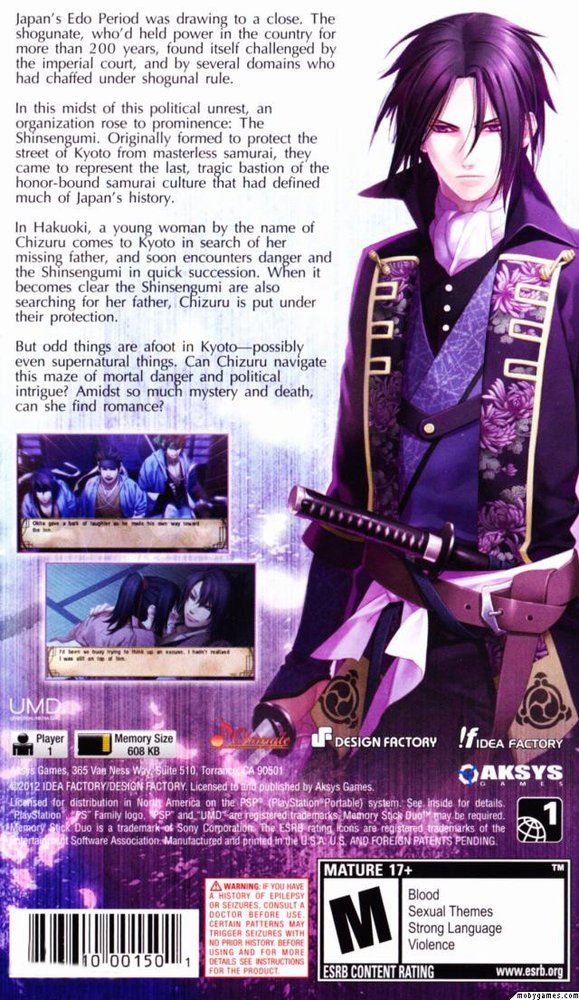 Japan's Edo Period was drawing to a close. The
shogunate, who'd held power in the country for
more than 200 years, found itself challenged by
the imperial court, and by several domains who
had chaffed under shogunal rule.
In this midst of this political unrest, an
organization rose to prominence: The
Shinsengumi. Originally formed to protect the
street of Kyoto from masterless samurai, they
came to represent the last, tragic bastion of the
honor-bound samurai culture that had defined
much of Japan's history.
In Hakuoki, a young woman by the name of
Chizuru comes to Kyoto in search of her
missing father, and soon encounters danger and
the Shinsengumi in quick succession. When it
becomes clear the Shinsengumi are also
searching for her father, Chizuru is put under
their protection.
But odd things are afoot in Kyoto—possibly
even supernatural things. Can Chizuru navigate
this maze of mortal danger and political
intrigue? Amidst so much mystery and death,
can she find romance?
Okita gave a bark of laughter as he made his own way toward
the inn.
I'd been so busy trying to think up an excuse, I hadn't realized
I was still on top of him.
UMD
Player
1
Memory Size
608 KB
DESIGN FACTORY
IDEA FACTORY
AKSYS
GAMES
Aksys Games, 365 Van Ness Way, Suite 510, Torrance, CA 90501
©2012 IDEA FACTORY/DESIGN FACTORY. Licensed to and published by Aksys Games.
Licensed for distribution in North America on the PSP® (PlayStation®Portable) system. See inside for details.
"PlayStation", "PS" Family logo, "PSP" and "UMD" are registered trademarks. Memory Stick Duo™ may be required.
Memory Stick Duo is a trademark of Sony Corporation. The ESRB rating icons are registered trademarks of the
Entertainment Software Association. Manufactured and printed in the U.S.A. U.S. AND FOREIGN PATENTS PENDING.
1
WARNING: IF YOU HAVE
A HISTORY OF EPILEPSY
OR SEIZURES, CONSULT A
DOCTOR BEFORE USE.
CERTAIN PATTERNS MAY
TRIGGER SEIZURES WITH
NO PRIOR HISTORY. BEFORE
USING AND FOR MORE
DETAILS SEE INSTRUCTIONS
FOR THE PACKAGED DISC.
MATURE 17+ ™
M
Blood
Sexual Themes
Strong Language
Violence
ESRB CONTENT RATING www.esrb.org
10 00150 1
mobygames.com